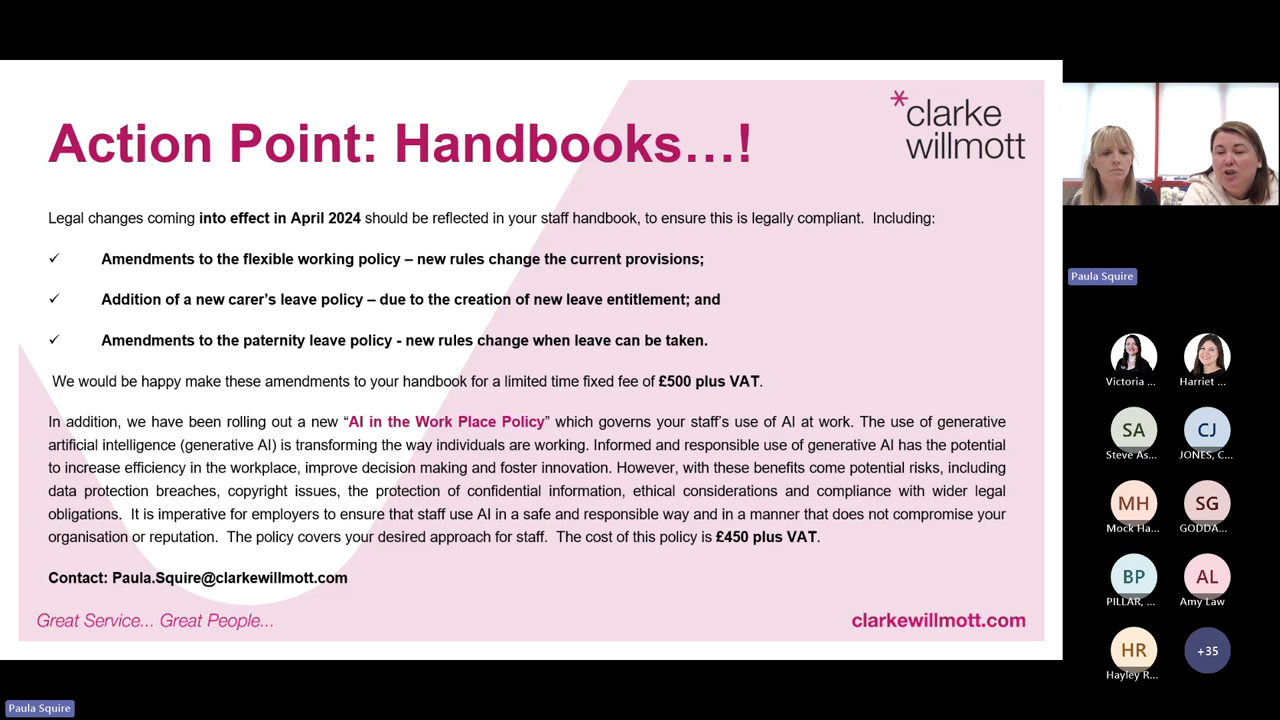 Action Point: Handbooks…!
*clarke
willmott
Legal changes coming into effect in April 2024 should be reflected in your staff handbook, to ensure this is legally compliant.  Including:
✓ Amendments to the flexible working policy – new rules change the current provisions;
✓ Addition of a new carer's leave policy – due to the creation of new leave entitlement; and
✓ Amendments to the paternity leave policy - new rules change when leave can be taken.
We would be happy make these amendments to your handbook for a limited time fixed fee of £500 plus VAT.
In addition, we have been rolling out a new “AI in the Work Place Policy” which governs your staff’s use of AI at work. The use of generative
artificial intelligence (generative AI) is transforming the way individuals are working. Informed and responsible use of generative AI has the potential
to increase efficiency in the workplace, improve decision making and foster innovation. However, with these benefits come potential risks, including
data protection breaches, copyright issues, the protection of confidential information, ethical considerations and compliance with wider legal
obligations.  It is imperative for employers to ensure that staff use AI in a safe and responsible way and in a manner that does not compromise your
organisation or reputation.  The policy covers your desired approach for staff.  The cost of this policy is £450 plus VAT.
Contact: Paula.Squire@clarkewillmott.com
Great Service... Great People...
clarkewillmott.com
Paula Squire
Victoria ...
Harriet ...
SA
CJ
Steve As...
JONES, C...
MH
SG
Mock Ha...
GODDA...
BP
AL
PILLAR, ...
Amy Law
HR
+35
Hayley R...
Paula Squire